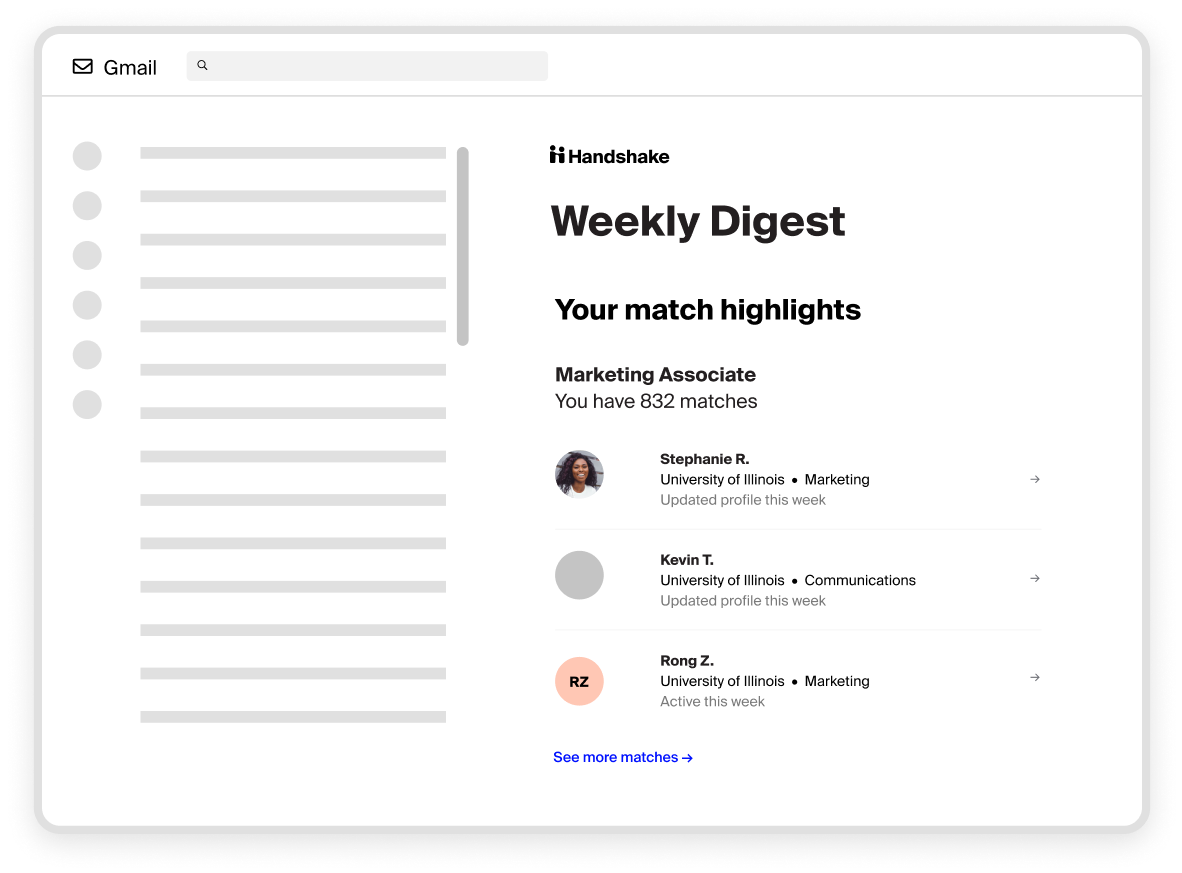 Gmail
Handshake
Weekly Digest
Your match highlights
Marketing Associate
You have 832 matches
Stephanie R.
University of Illinois • Marketing
Updated profile this week
→
Kevin T.
University of Illinois • Communications
Updated profile this week
→
RZ
Rong Z.
University of Illinois • Marketing
Active this week
→
See more matches →